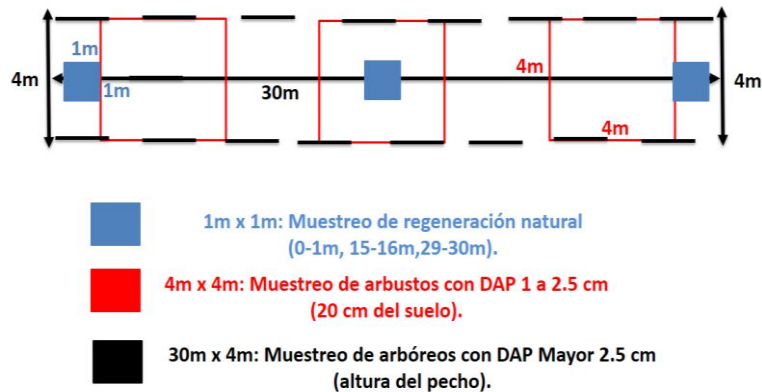 1m
4m
1m
30m
4m
4m
4m
1m x 1m: Muestreo de regeneración natural
(0-1m, 15-16m,29-30m).
4m x 4m: Muestreo de arbustos con DAP 1 a 2.5 cm
(20 cm del suelo).
30m x 4m: Muestreo de arbóreos con DAP Mayor 2.5 cm
(altura del pecho).